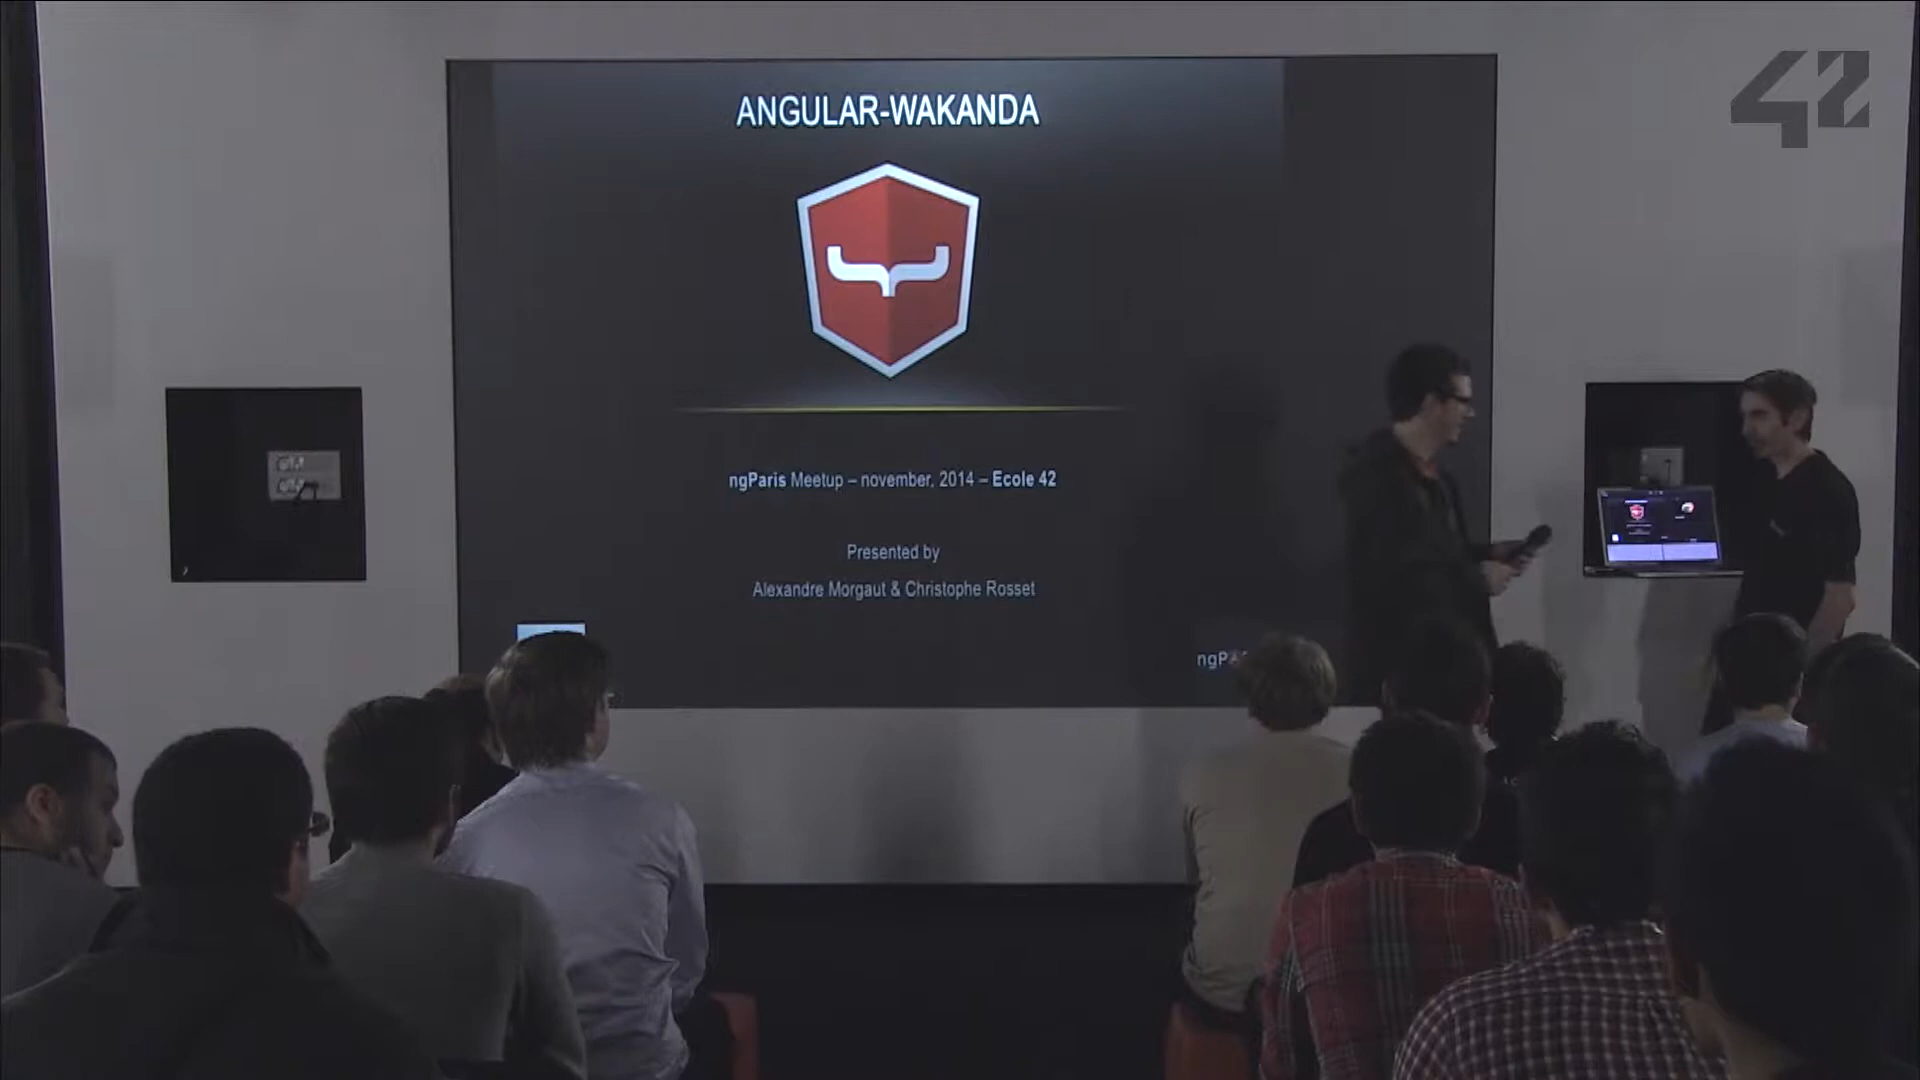 42
ANGULAR-WAKANDA
ngParis Meetup – november, 2014 – Ecole 42
Presented by
Alexandre Morgaut & Christophe Rosset